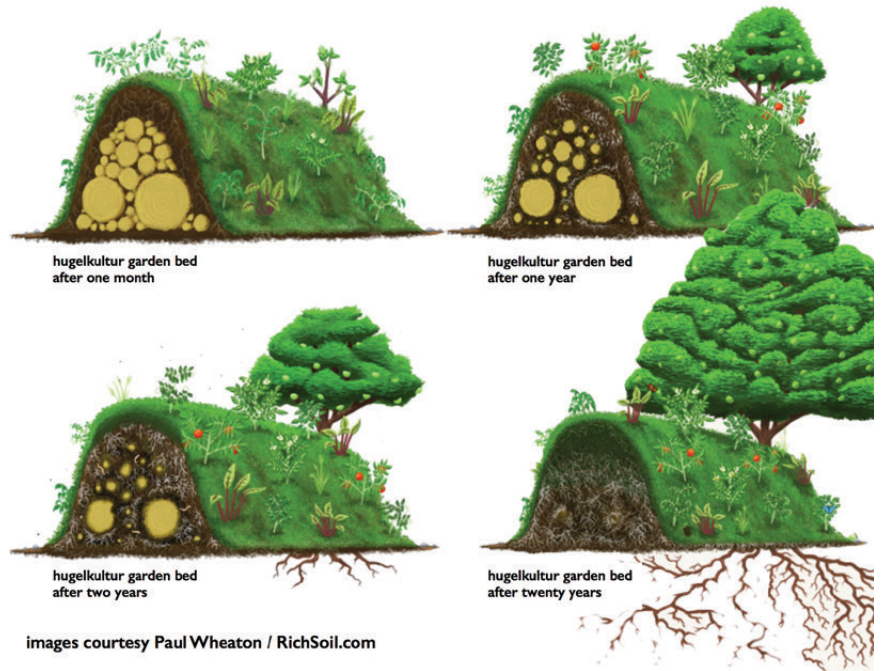 hugelkultur garden bed
after one month
hugelkultur garden bed
after one year
hugelkultur garden bed
after two years
hugelkultur garden bed
after twenty years
images courtesy Paul Wheaton / RichSoil.com